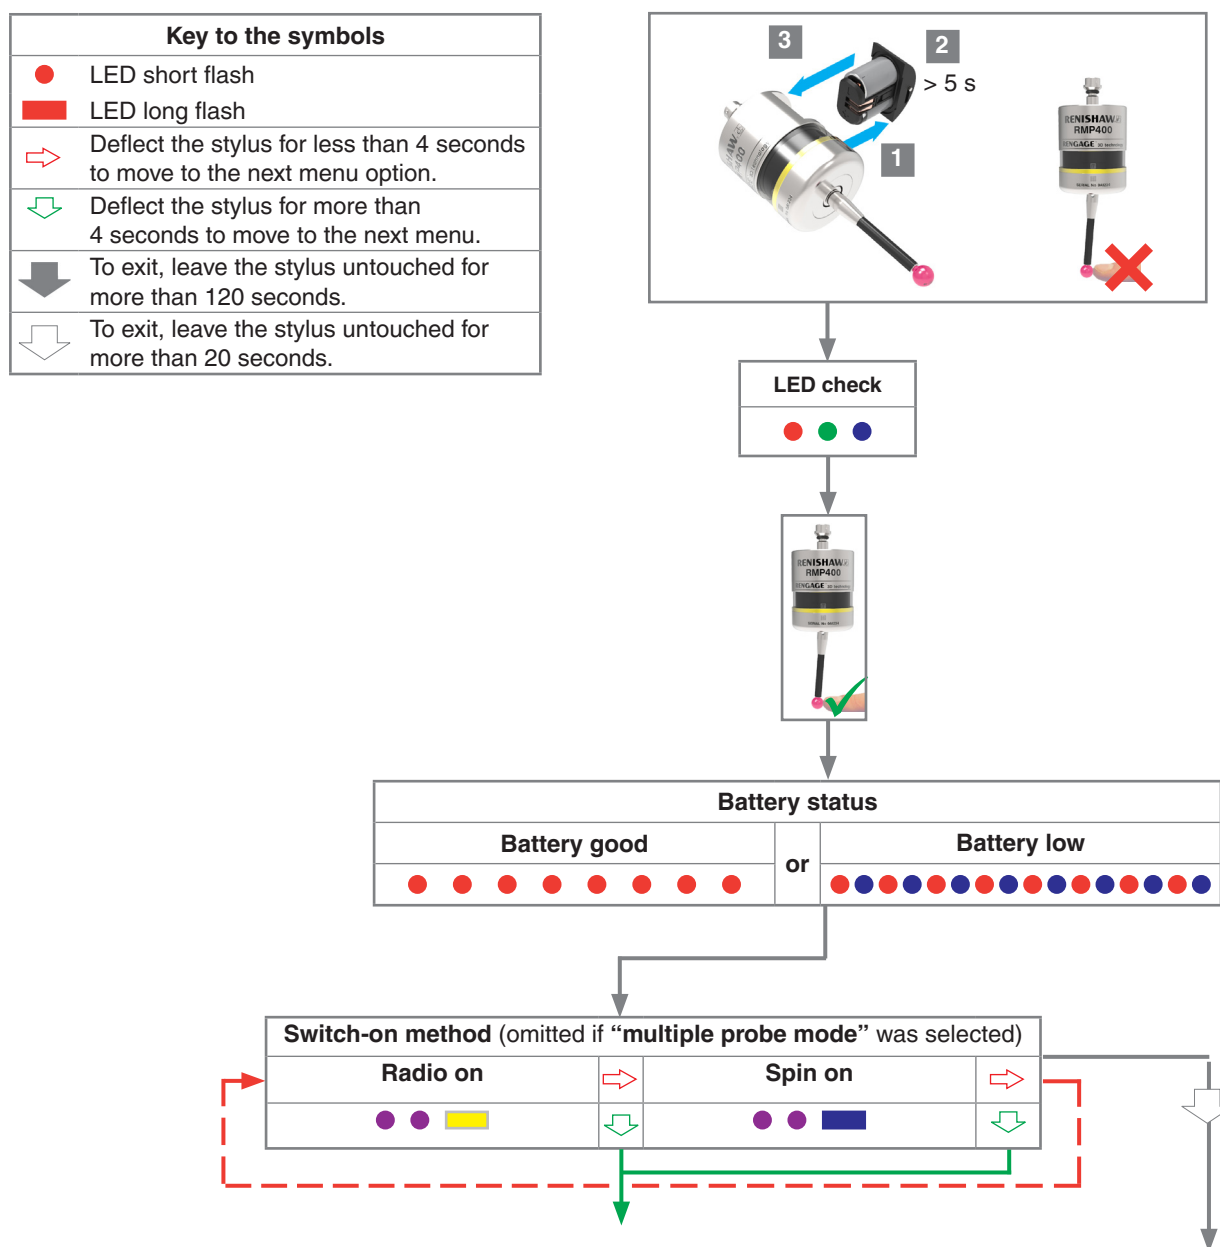 Key to the symbols
LED short flash
LED long flash
Deflect the stylus for less than 4 seconds
to move to the next menu option.
Deflect the stylus for more than
4 seconds to move to the next menu.
To exit, leave the stylus untouched for
more than 120 seconds.
To exit, leave the stylus untouched for
more than 20 seconds.
3
2
> 5 s
1
RENISHAW
RMP400
RENGAGE
LED check
RENISHAW
RMP400
RENGAGE
Battery status
Battery good
or
Battery low
Switch-on method (omitted if “multiple probe mode” was selected)
Radio on
Spin on